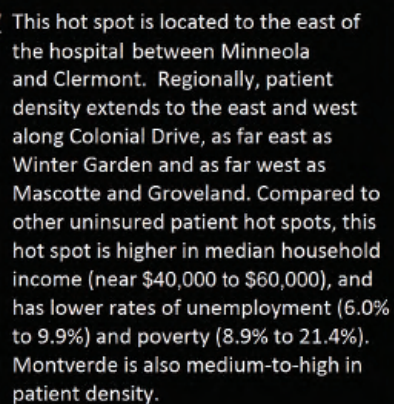 This hot spot is located to the east of
the hospital between Minneola
and Clermont.  Regionally, patient
density extends to the east and west
along Colonial Drive, as far east as
Winter Garden and as far west as
Mascotte and Groveland. Compared to
other uninsured patient hot spots, this
hot spot is higher in median household
income (near $40,000 to $60,000), and
has lower rates of unemployment (6.0%
to 9.9%) and poverty (8.9% to 21.4%).
Montverde is also medium-to-high in
patient density.